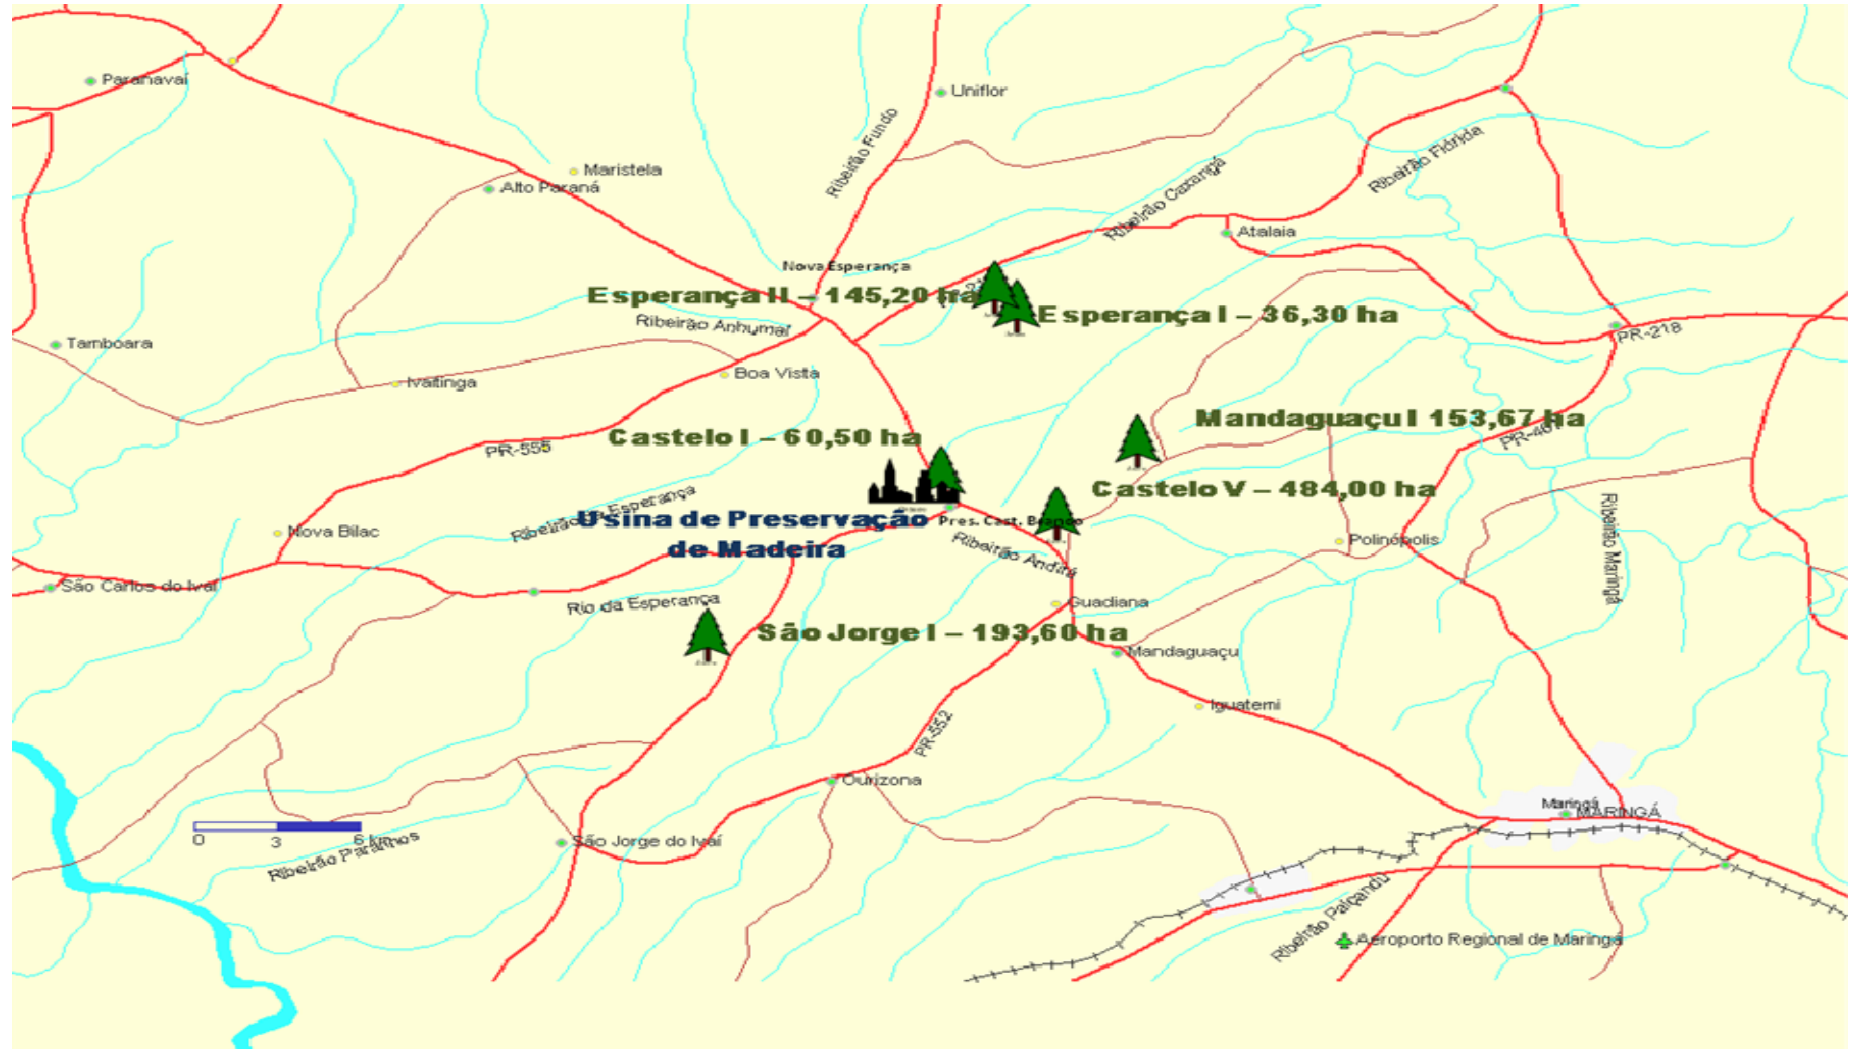 Paranavaí
Uniflor
Ribeirão Fundo
Maristela
Alto Paraná
Ribeirão Caxangá
Ribeirão Flórida
Atalaia
Nova Esperança
Esperança II – 145,20 ha
Esperança I – 36,30 ha
Ribeirão Anhumaí
PR-218
Tamboara
Boa Vista
Ivaitinga
Mandaguaçu I 153,67 ha
Castelo I – 60,50 ha
PR-555
Castelo V – 484,00 ha
Ribeirão da Esperança
Usina de Preservação
de Madeira
Pres. Cast. Branco
Nova Bilac
Ribeirão Andirá
Polinópolis
Ribeirão Maringá
São Carlos do Ivaí
Rio da Esperança
Guadiana
São Jorge I – 193,60 ha
Mandaguaçu
Iguatemi
PR-552
Ourizona
Maringá
MARINGÁ
0 3 6 km
São Jorge do Ivaí
Ribeirão Paranhos
Ribeirão Paiçandu
Aeroporto Regional de Maringá